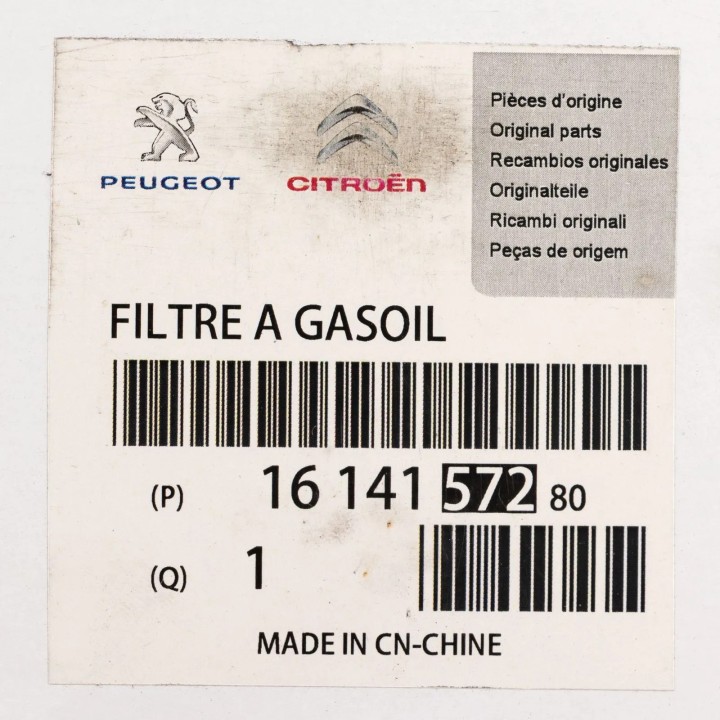 PEUGEOT
CITROËN
Pièces d'origine
Original parts
Recambios originales
Originalteile
Ricambi originali
Peças de origem
FILTRE A GASOIL
(P) 16 141 572 80
(Q) 1
MADE IN CN-CHINE